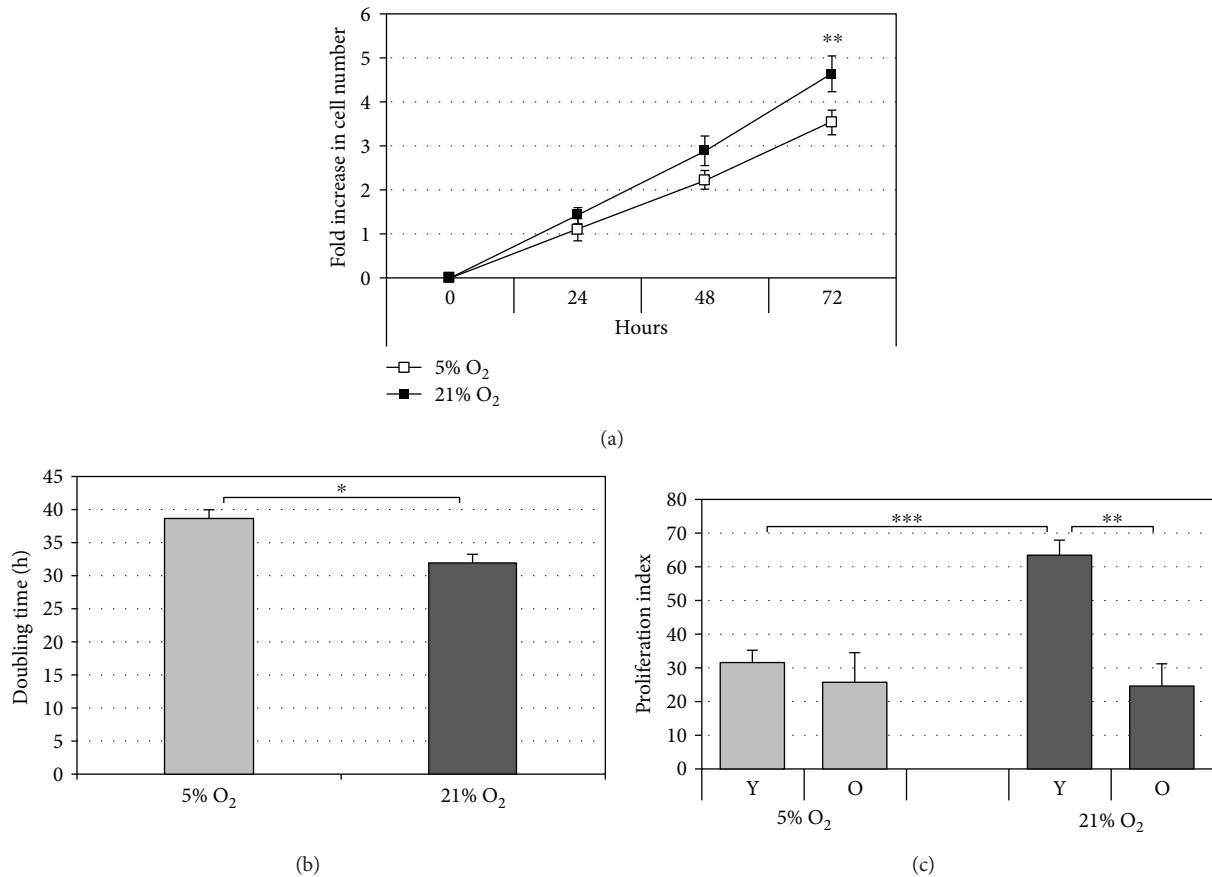 6
5
4
3
2
1
0
Fold increase in cell number
**
0 24 48 72
Hours
5% O2
21% O2
(a)
45
40
35
30
25
20
15
10
5
0
Doubling time (h)
*
5% O2 21% O2
(b)
80
70
60
50
40
30
20
10
0
Proliferation index
*** **
Y O Y O
5% O2 21% O2
(c)